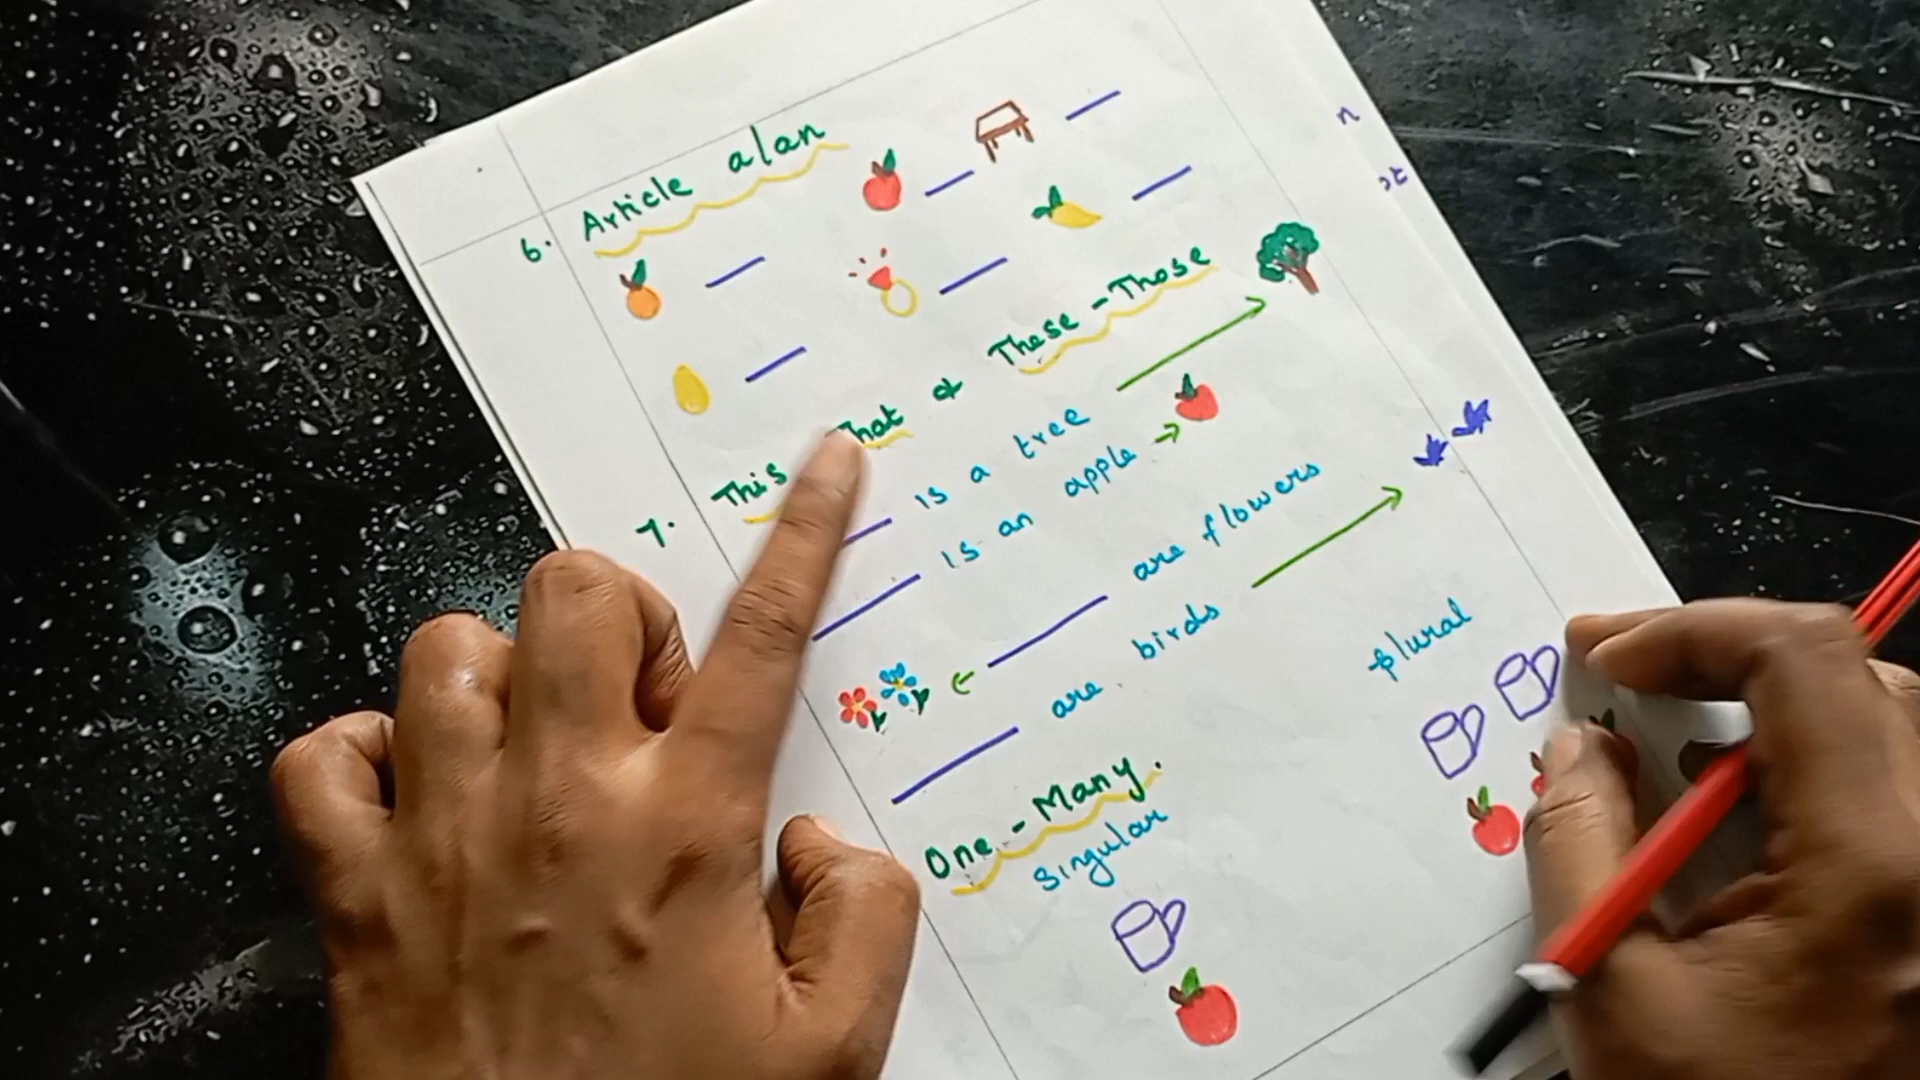 6. Article a/an
7. This That & These - Those
is a tree
is an apple
are flowers
are birds
One - Many.
Singular
plural